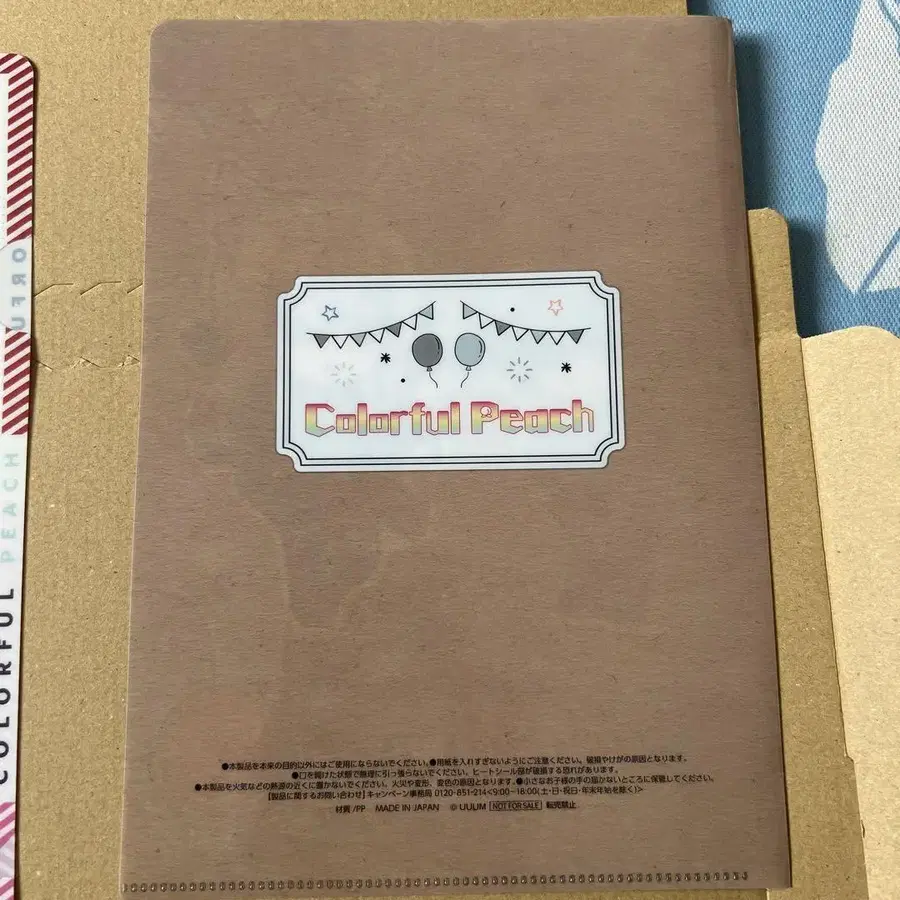 Colorful Peach
●本製品を本来の目的以外にはご使用にならないでください。●用紙を入れすぎないようにご注意ください。破損やけがの原因となります。
●口を開けた状態で無理に引っ張らないでください。ヒートシール部が破損する恐れがあります。
●本製品を火気などの熱源の近くに置かないでください。火災や変形、変色の原因となります。●小さなお子様の手の届かないところに保管してください。
【製品に関するお問い合わせ】キャンペーン事務局 0120-851-214<9:00~18:00(土・日・祝日・年末年始を除く)>
材質/PP MADE IN JAPAN © UUUM NOT FOR SALE 転売禁止
COLORFUL PEACH